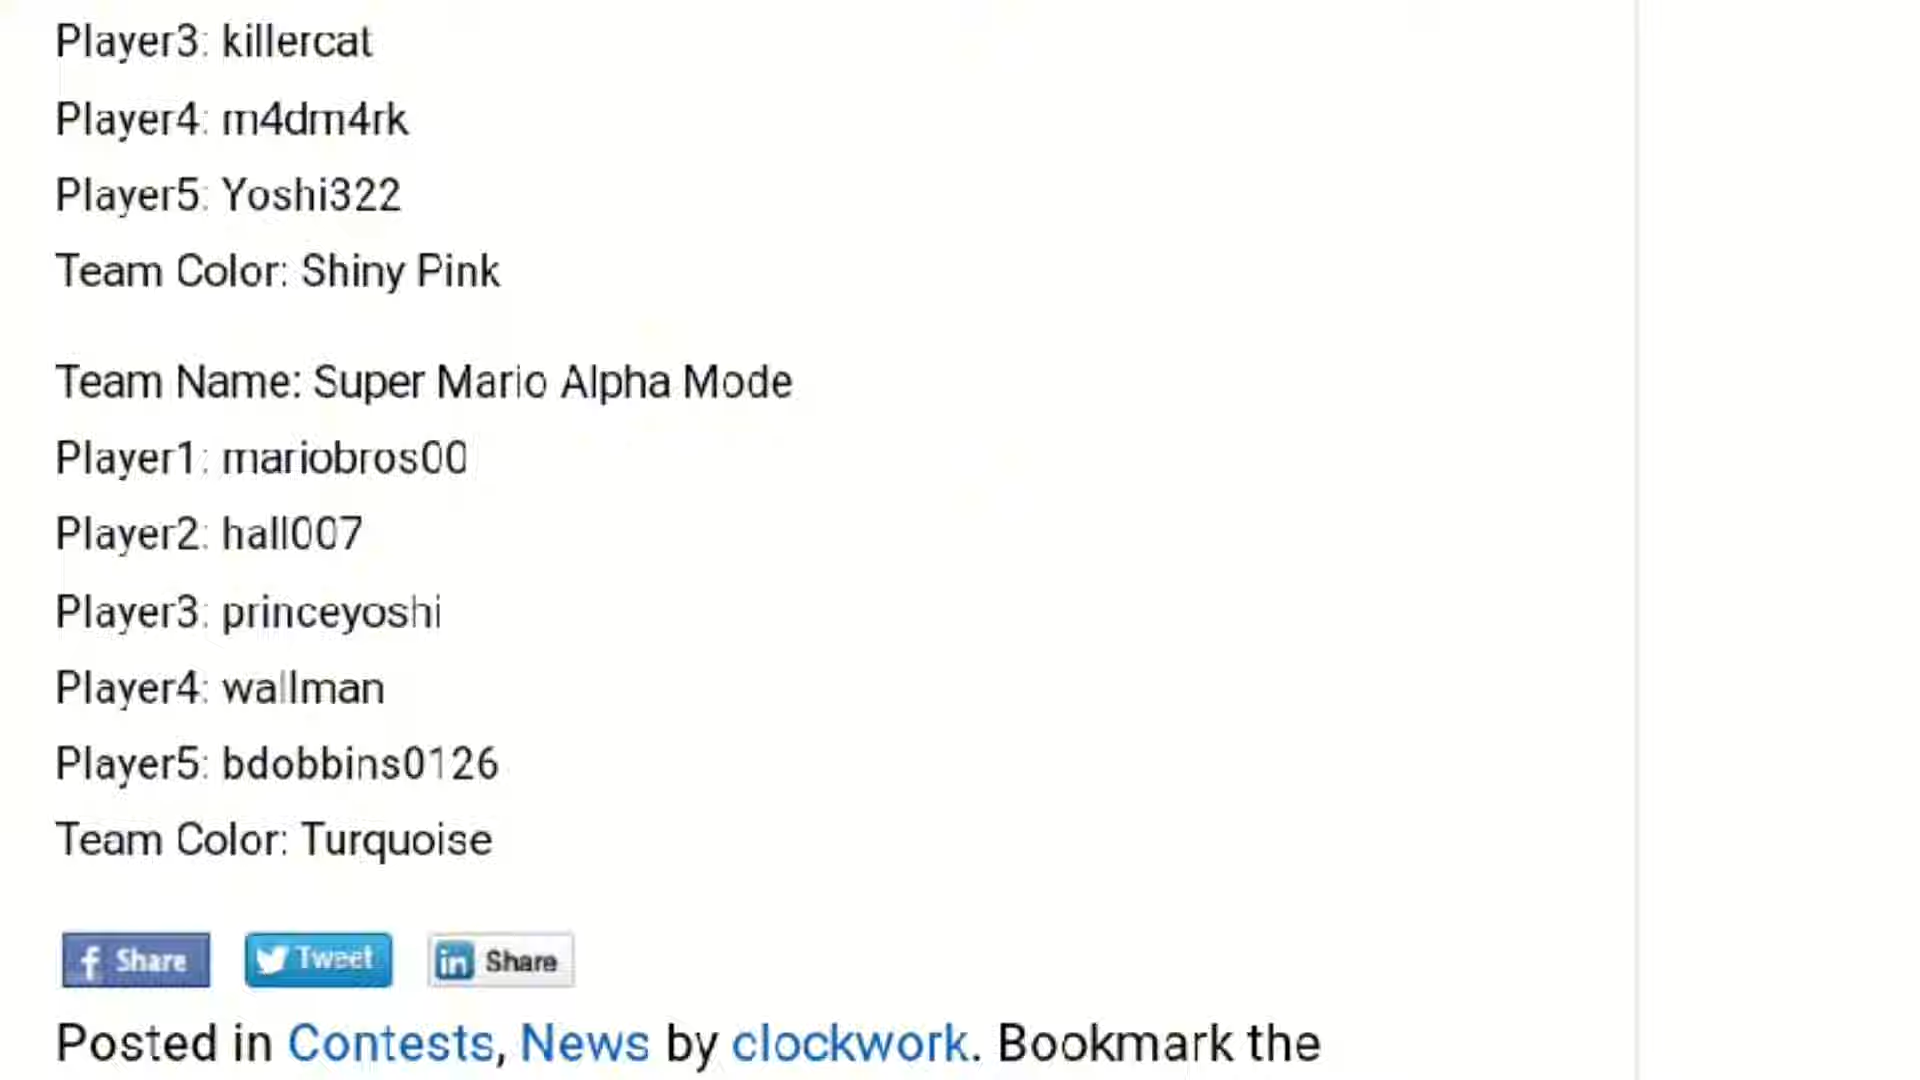 Player3: killercat
Player4: m4dm4rk
Player5: Yoshi322
Team Color: Shiny Pink
Team Name: Super Mario Alpha Mode
Player1: mariobros00
Player2: hall007
Player3: princeyoshi
Player4: wallman
Player5: bdobbins0126
Team Color: Turquoise
f Share Tweet in Share
Posted in Contests, News by clockwork. Bookmark the